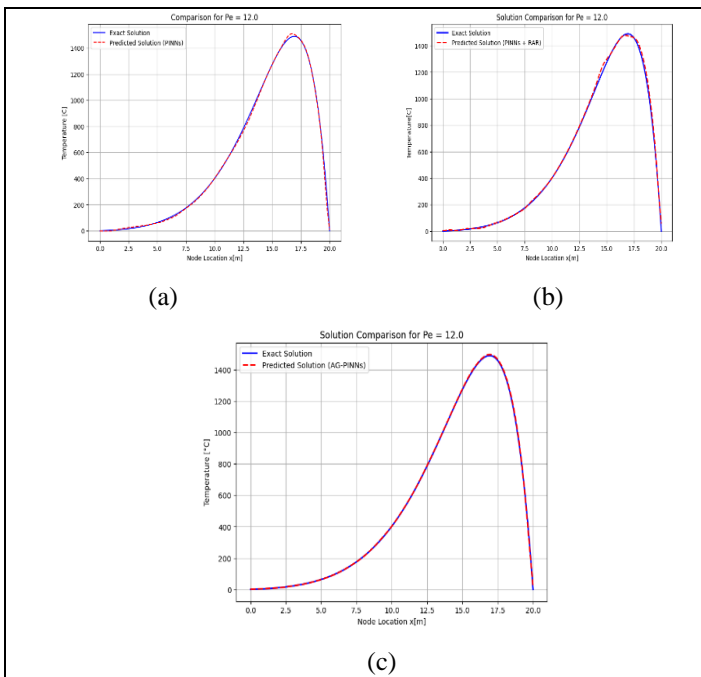 Comparison for Pe = 12.0
Exact Solution
Predicted Solution (PINNs)
Temperature [C]
1400
1200
1000
800
600
400
200
0
0.0 2.5 5.0 7.5 10.0 12.5 15.0 17.5 20.0
Node Location x[m]
(a)
Solution Comparison for Pe = 12.0
Exact Solution
Predicted Solution (PINNs + RAR)
Temperature[C]
1400
1200
1000
800
600
400
200
0
0.0 2.5 5.0 7.5 10.0 12.5 15.0 17.5 20.0
Node Location x[m]
(b)
Solution Comparison for Pe = 12.0
Exact Solution
Predicted Solution (AG-PINNs)
Temperature [°C]
1400
1200
1000
800
600
400
200
0
0.0 2.5 5.0 7.5 10.0 12.5 15.0 17.5 20.0
Node Location x[m]
(c)